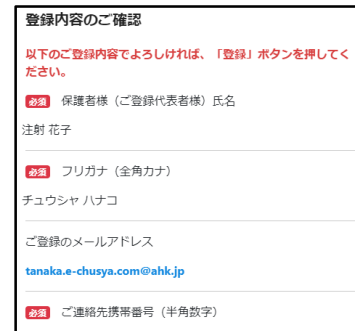 登録内容のご確認
以下のご登録内容でよろしければ、「登録」ボタンを押してく
ださい。
必須 保護者様（ご登録代表者様）氏名
注射 花子
必須 フリガナ（全角カナ）
チュウシャ ハナコ
ご登録のメールアドレス
tanaka.e-chusya.com@ahk.jp
必須 ご連絡先携帯番号（半角数字）